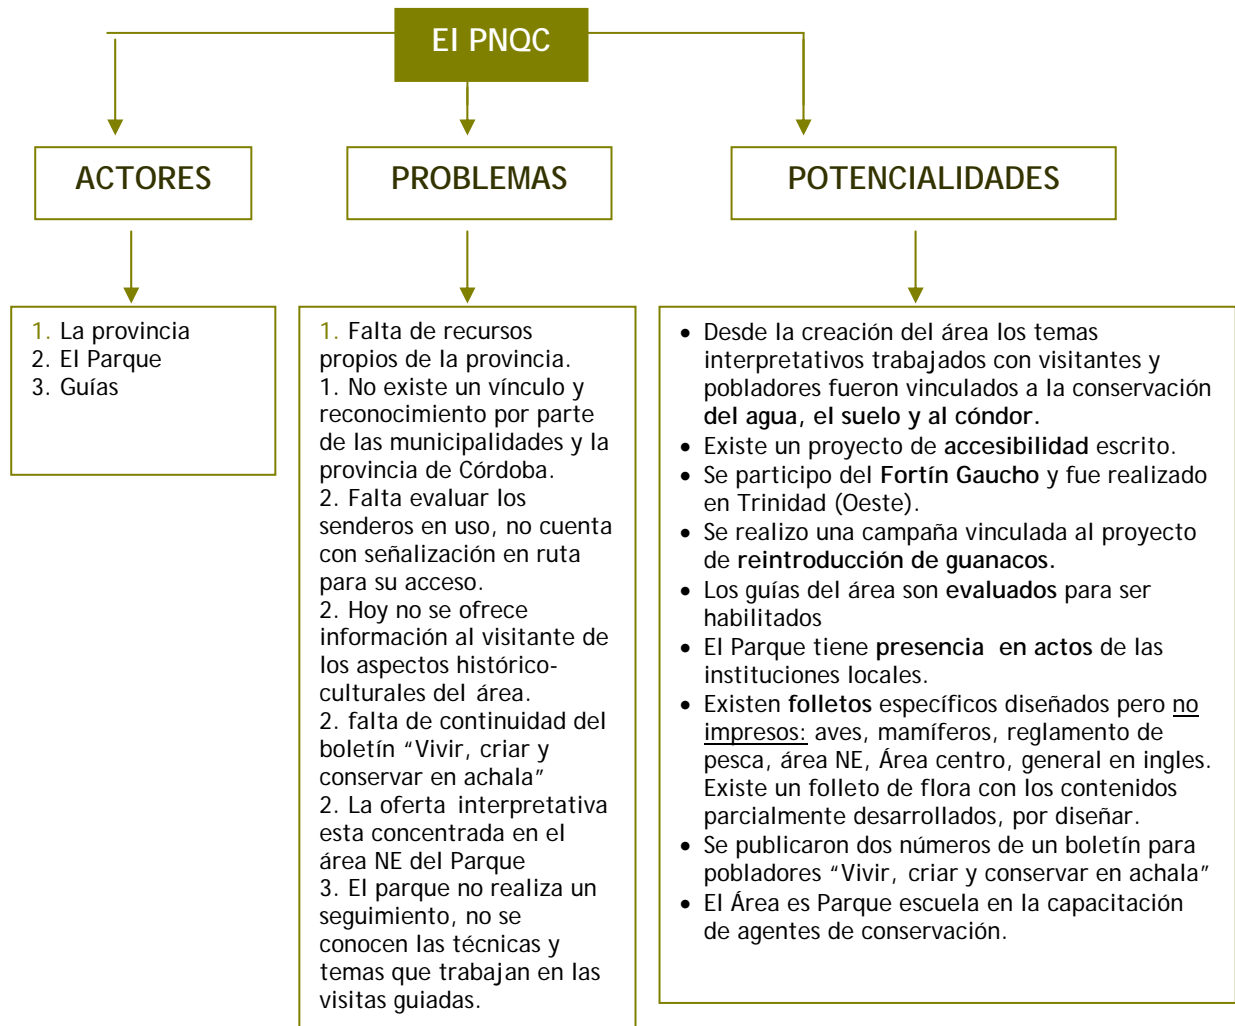 El PNQC
ACTORES
PROBLEMAS
POTENCIALIDADES
1. La provincia
2. El Parque
3. Guías
1. Falta de recursos
propios de la provincia.
1. No existe un vínculo y
reconocimiento por parte
de las municipalidades y la
provincia de Córdoba.
2. Falta evaluar los
senderos en uso, no cuenta
con señalización en ruta
para su acceso.
2. Hoy no se ofrece
información al visitante de
los aspectos histórico-
culturales del área.
2. falta de continuidad del
boletín “Vivir, criar y
conservar en achala”
2. La oferta interpretativa
esta concentrada en el
área NE del Parque
3. El parque no realiza un
seguimiento, no se
conocen las técnicas y
temas que trabajan en las
visitas guiadas.
• Desde la creación del área los temas
interpretativos trabajados con visitantes y
pobladores fueron vinculados a la conservación
del agua, el suelo y al cóndor.
• Existe un proyecto de accesibilidad escrito.
• Se participo del Fortín Gaucho y fue realizado
en Trinidad (Oeste).
• Se realizo una campaña vinculada al proyecto
de reintroducción de guanacos.
• Los guías del área son evaluados para ser
habilitados
• El Parque tiene presencia en actos de las
instituciones locales.
• Existen folletos específicos diseñados pero no
impresos: aves, mamíferos, reglamento de
pesca, área NE, Área centro, general en ingles.
Existe un folleto de flora con los contenidos
parcialmente desarrollados, por diseñar.
• Se publicaron dos números de un boletín para
pobladores “Vivir, criar y conservar en achala”
• El Área es Parque escuela en la capacitación
de agentes de conservación.